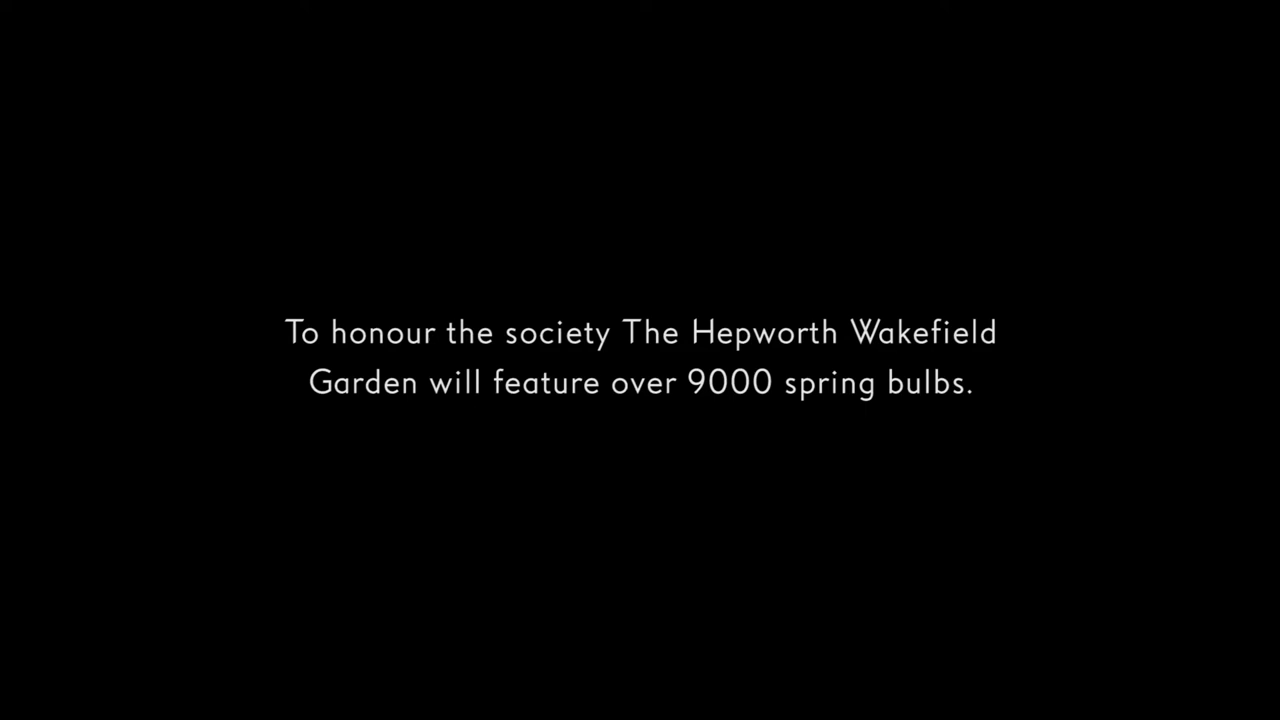 To honour the society The Hepworth Wakefield
Garden will feature over 9000 spring bulbs.